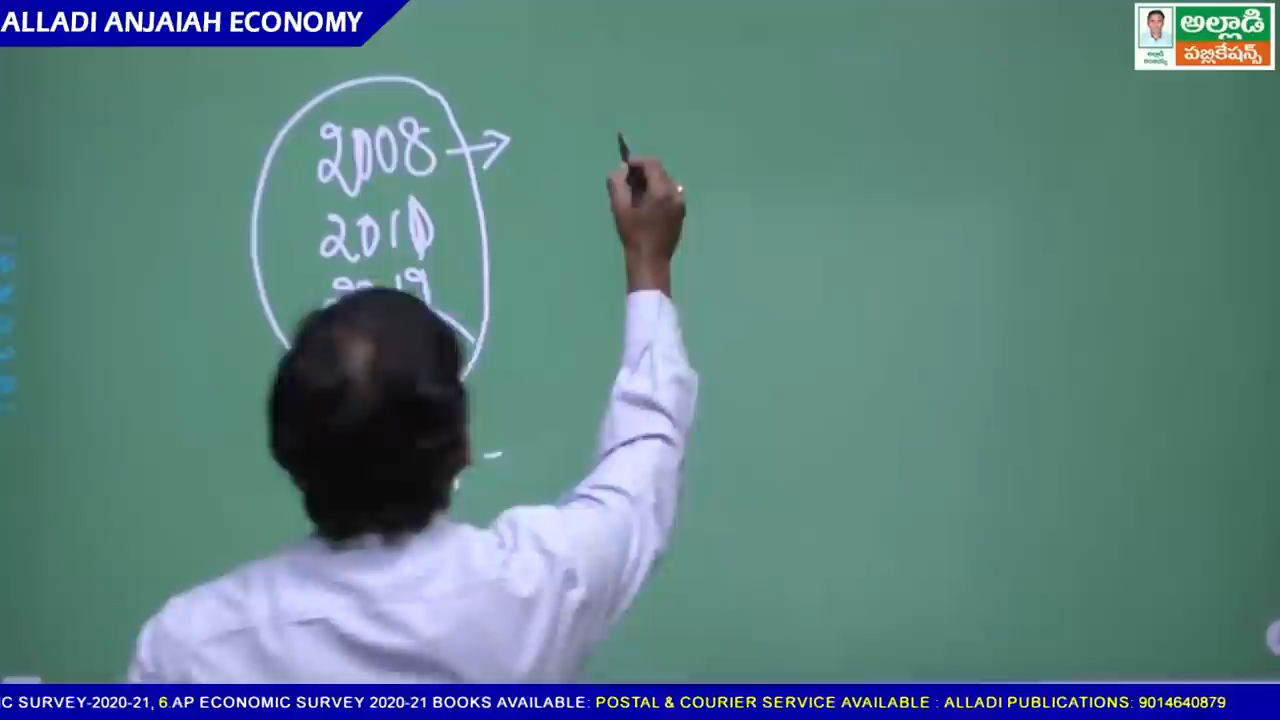 ALLADI ANJAIAH ECONOMY
అల్లాడి
పబ్లికేషన్స్
2008 →
2010
C SURVEY-2020-21, 6.AP ECONOMIC SURVEY 2020-21 BOOKS AVAILABLE: POSTAL & COURIER SERVICE AVAILABLE : ALLADI PUBLICATIONS: 9014640879